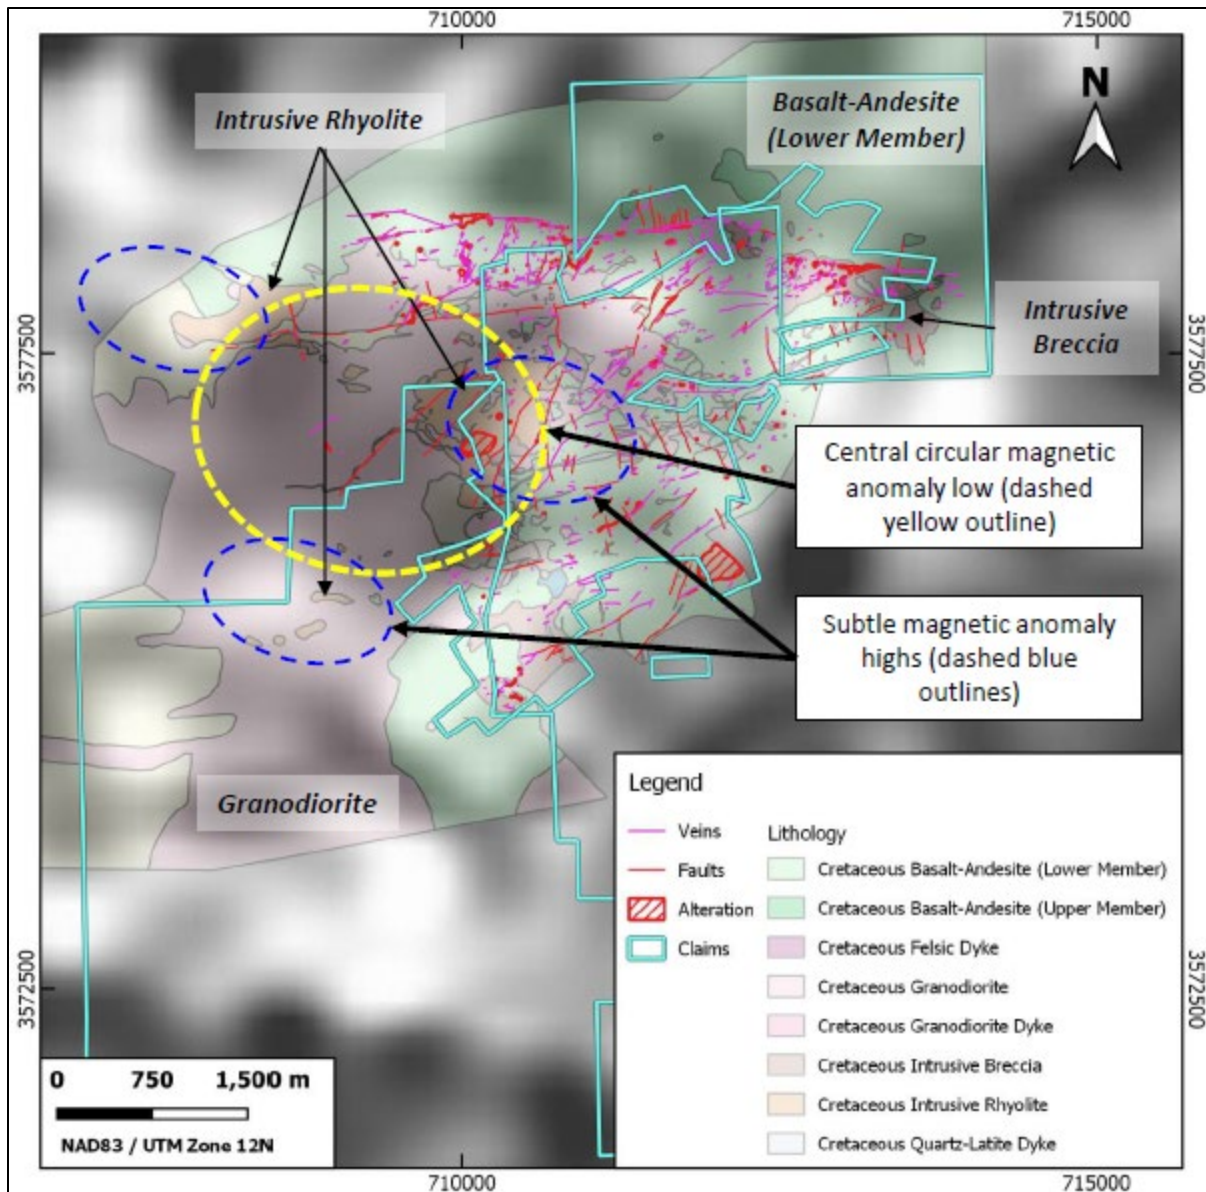 710000
715000
N
Intrusive Rhyolite
Basalt-Andesite
(Lower Member)
Intrusive
Breccia
3577500
3577500
Central circular magnetic
anomaly low (dashed
yellow outline)
Subtle magnetic anomaly
highs (dashed blue
outlines)
Granodiorite
Legend
Veins
Faults
Alteration
Claims
Lithology
Cretaceous Basalt-Andesite (Lower Member)
Cretaceous Basalt-Andesite (Upper Member)
Cretaceous Felsic Dyke
Cretaceous Granodiorite
Cretaceous Granodiorite Dyke
Cretaceous Intrusive Breccia
Cretaceous Intrusive Rhyolite
Cretaceous Quartz-Latite Dyke
3572500
3572500
0 750 1,500 m
NAD83 / UTM Zone 12N
710000
715000